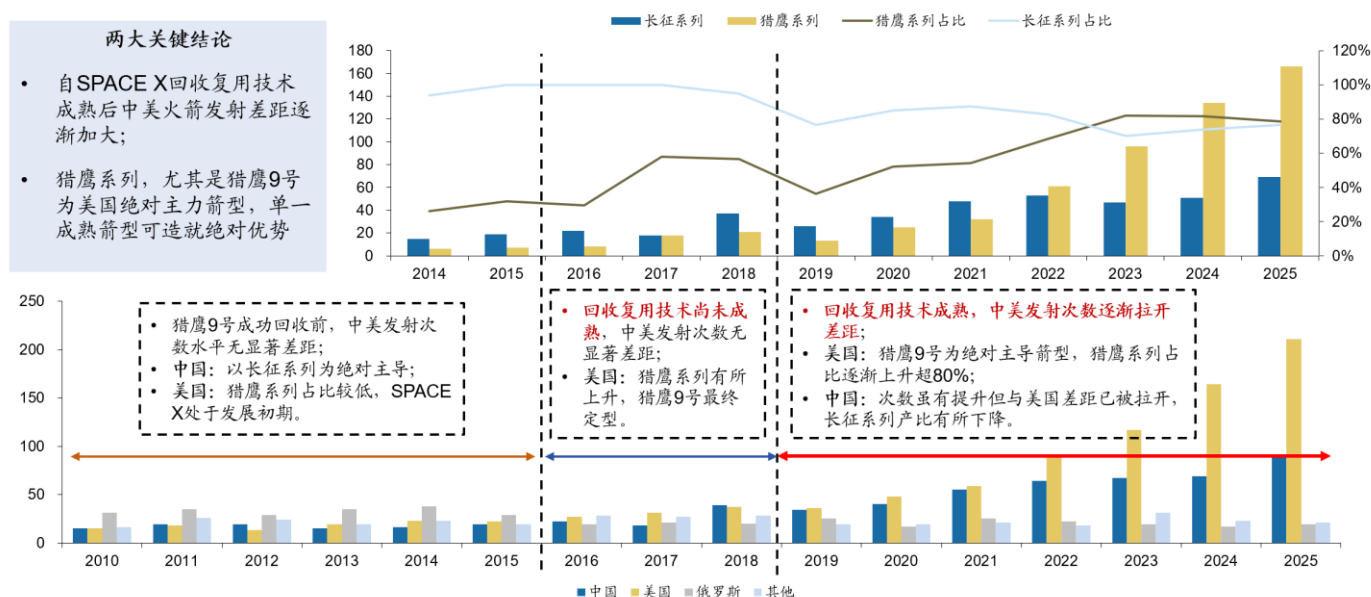 两大关键结论
• 自SPACE X回收复用技术
成熟后中美火箭发射差距逐
渐加大;
• 猎鹰系列，尤其是猎鹰9号
为美国绝对主力箭型，单一
成熟箭型可造就绝对优势
长征系列 猎鹰系列 猎鹰系列占比 长征系列占比
180
160
140
120
100
80
60
40
20
0
120%
100%
80%
60%
40%
20%
0%
2014 2015 2016 2017 2018 2019 2020 2021 2022 2023 2024 2025
250
200
150
100
50
0
• 猎鹰9号成功回收前，中美发射次
数水平无显著差距;
• 中国：以长征系列为绝对主导;
• 美国：猎鹰系列占比较低，SPACE
X处于发展初期。
• 回收复用技术尚未成
熟，中美发射次数无
显著差距;
• 美国：猎鹰系列有所
上升，猎鹰9号最终
定型。
• 回收复用技术成熟，中美发射次数逐渐拉开
差距;
• 美国：猎鹰9号为绝对主导箭型，猎鹰系列占
比逐渐上升超80%;
• 中国：次数虽有提升但与美国差距已被拉开，
长征系列产比有所下降。
2010 2011 2012 2013 2014 2015 2016 2017 2018 2019 2020 2021 2022 2023 2024 2025
中国 美国 俄罗斯 其他